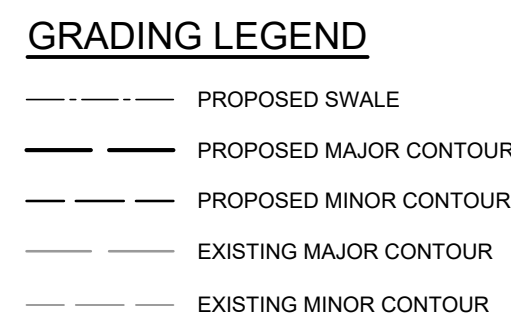 GRADING LEGEND
PROPOSED SWALE
PROPOSED MAJOR CONTOUR
PROPOSED MINOR CONTOUR
EXISTING MAJOR CONTOUR
EXISTING MINOR CONTOUR